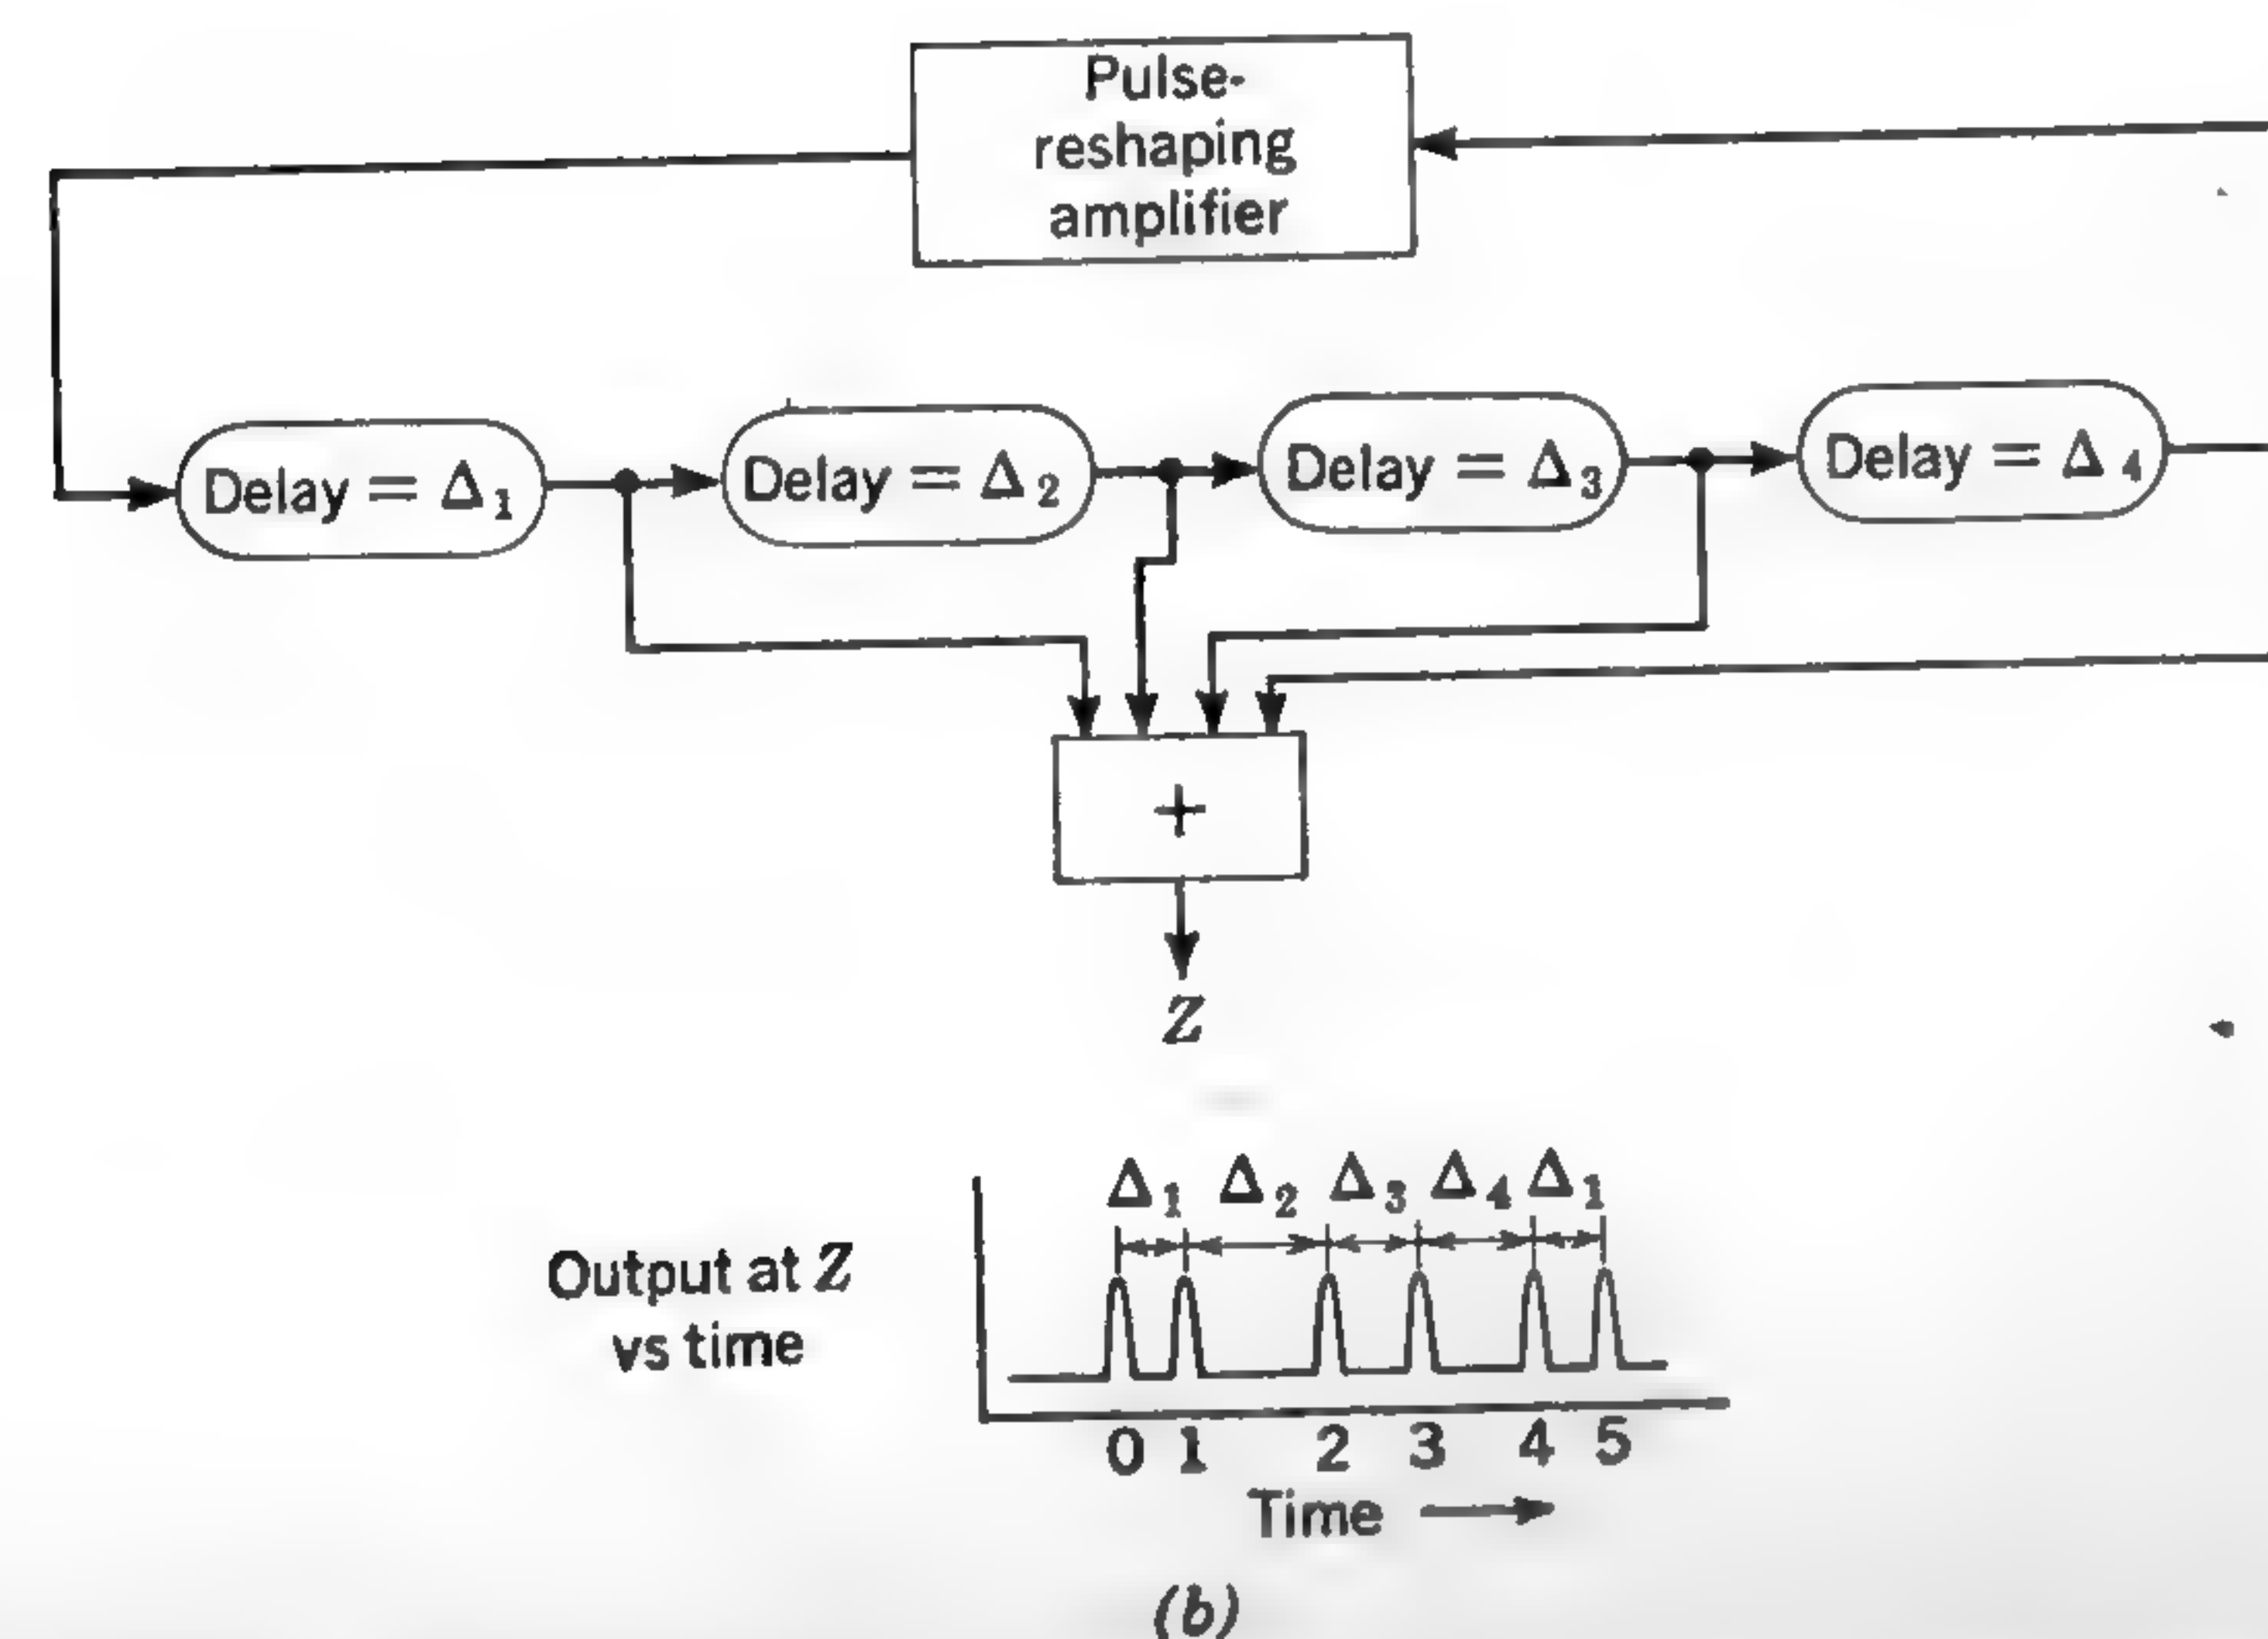 Pulse-
reshaping
amplifier
Delay = Δ₁
Delay = Δ₂
Delay = Δ₃
Delay = Δ₄
+
Z
Δ₁ Δ₂ Δ₃ Δ₄ Δ₁
Output at Z
vs time
0 1 2 3 4 5
Time
(b)